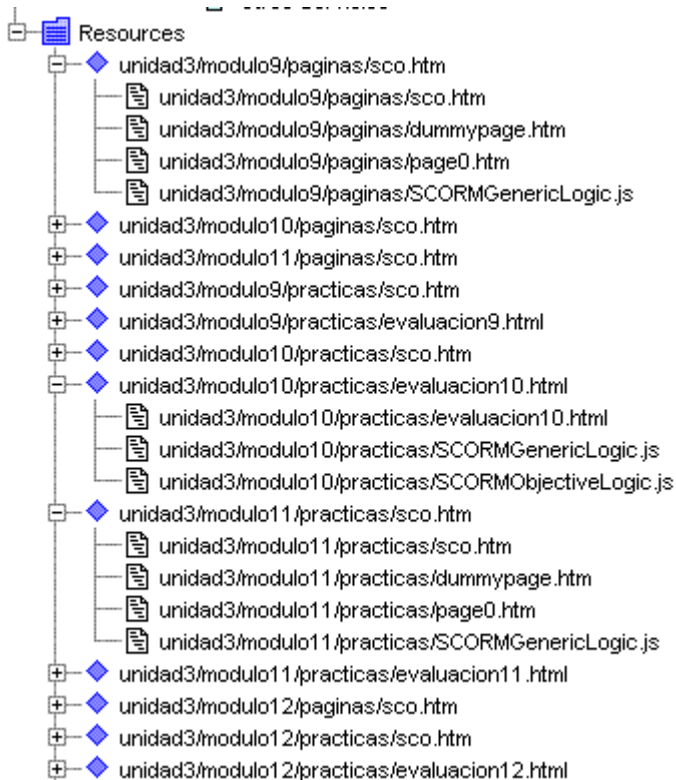 Resources
unidad3/modulo9/paginas/sco.htm
unidad3/modulo9/paginas/sco.htm
unidad3/modulo9/paginas/dummypage.htm
unidad3/modulo9/paginas/page0.htm
unidad3/modulo9/paginas/SCORMGenericLogic.js
unidad3/modulo10/paginas/sco.htm
unidad3/modulo11/paginas/sco.htm
unidad3/modulo9/practicas/sco.htm
unidad3/modulo9/practicas/evaluacion9.html
unidad3/modulo10/practicas/sco.htm
unidad3/modulo10/practicas/evaluacion10.html
unidad3/modulo10/practicas/evaluacion10.html
unidad3/modulo10/practicas/SCORMGenericLogic.js
unidad3/modulo10/practicas/SCORMObjectiveLogic.js
unidad3/modulo11/practicas/sco.htm
unidad3/modulo11/practicas/sco.htm
unidad3/modulo11/practicas/dummypage.htm
unidad3/modulo11/practicas/page0.htm
unidad3/modulo11/practicas/SCORMGenericLogic.js
unidad3/modulo11/practicas/evaluacion11.html
unidad3/modulo12/paginas/sco.htm
unidad3/modulo12/practicas/sco.htm
unidad3/modulo12/practicas/evaluacion12.html